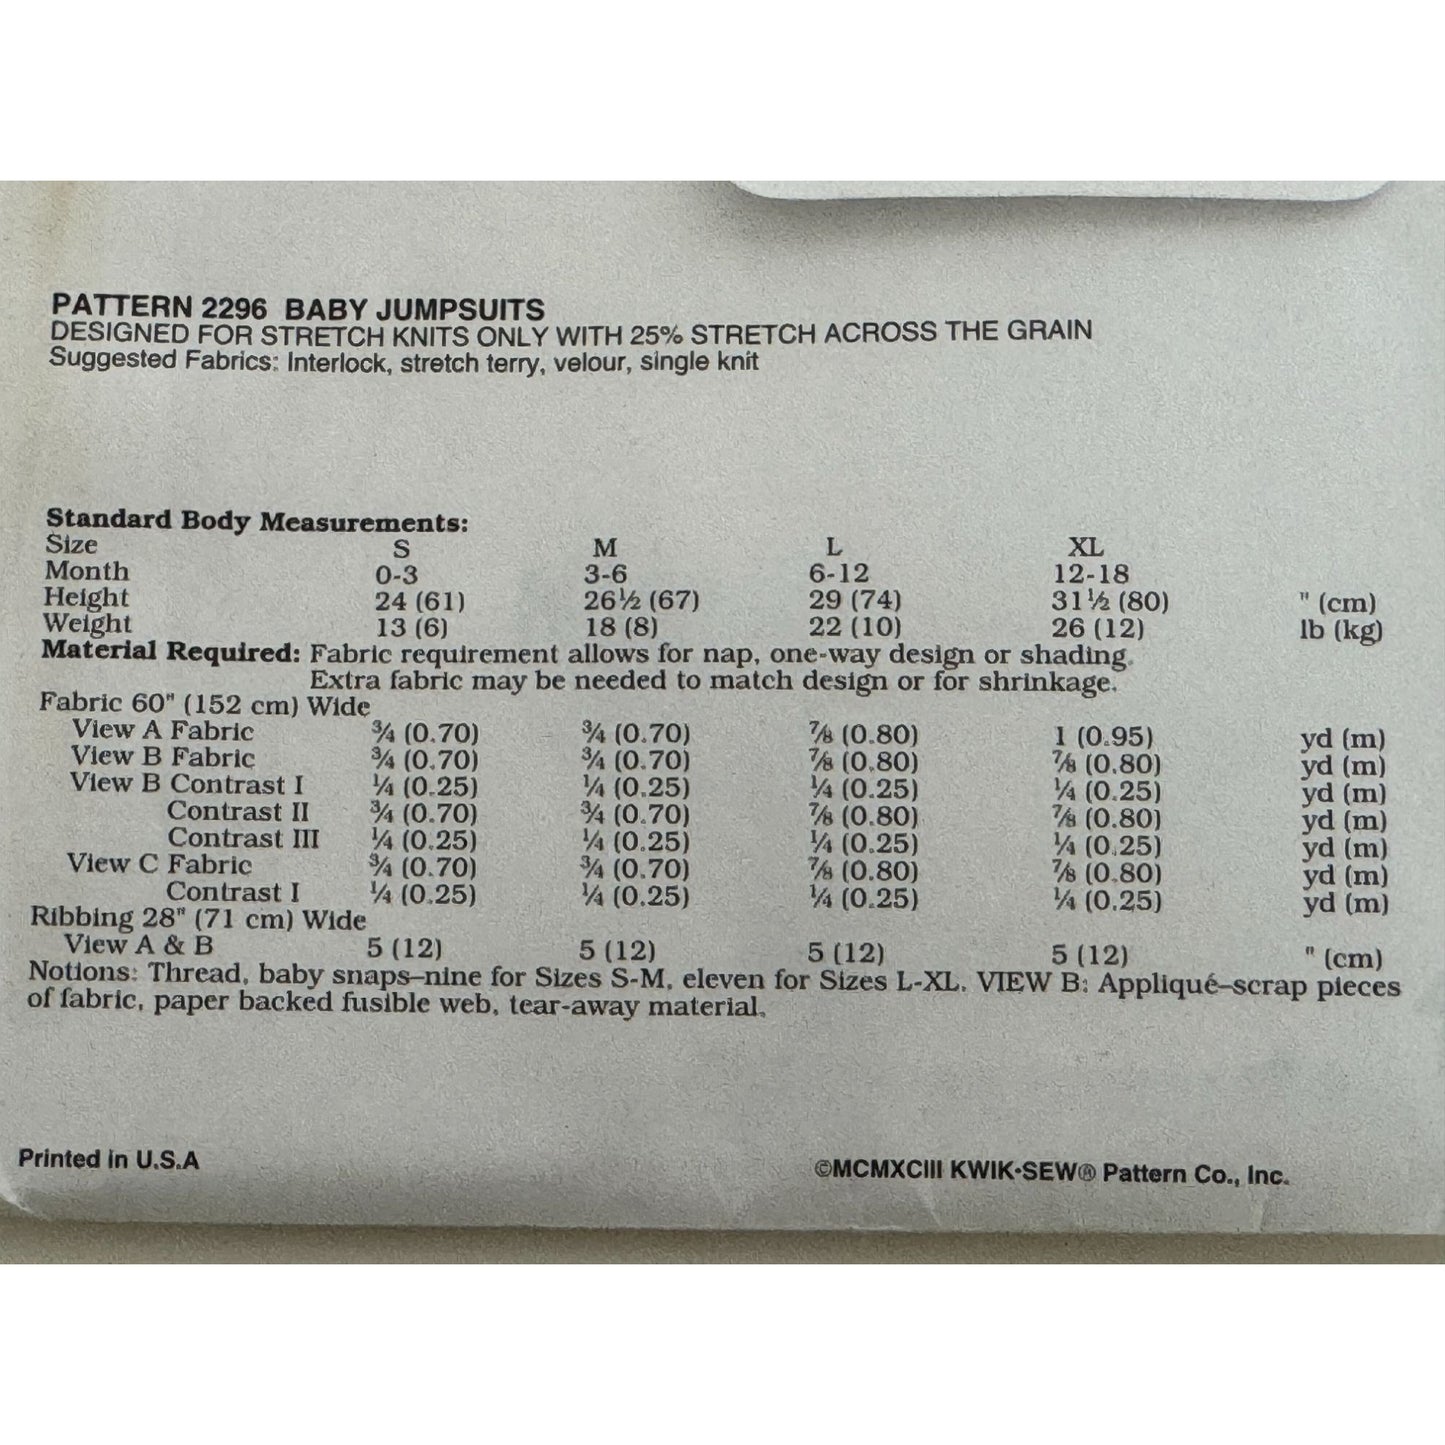 PATTERN 2296 BABY JUMPSUITS
DESIGNED FOR STRETCH KNITS ONLY WITH 25% STRETCH ACROSS THE GRAIN
Suggested Fabrics: Interlock, stretch terry, velour, single knit
Standard Body Measurements:
Size S M L XL
Month 0-3 3-6 6-12 12-18
Height 24 (61) 26½ (67) 29 (74) 31½ (80) " (cm)
Weight 13 (6) 18 (8) 22 (10) 26 (12) lb (kg)
Material Required: Fabric requirement allows for nap, one-way design or shading.
Extra fabric may be needed to match design or for shrinkage.
Fabric 60" (152 cm) Wide
View A Fabric ¾ (0.70) ¾ (0.70) ⅞ (0.80) 1 (0.95) yd (m)
View B Fabric ¾ (0.70) ¾ (0.70) ⅞ (0.80) ⅞ (0.80) yd (m)
View B Contrast I ¼ (0.25) ¼ (0.25) ¼ (0.25) ¼ (0.25) yd (m)
Contrast II ¾ (0.70) ¾ (0.70) ⅞ (0.80) ⅞ (0.80) yd (m)
Contrast III ¼ (0.25) ¼ (0.25) ¼ (0.25) ¼ (0.25) yd (m)
View C Fabric ¾ (0.70) ¾ (0.70) ⅞ (0.80) ⅞ (0.80) yd (m)
Contrast I ¼ (0.25) ¼ (0.25) ¼ (0.25) ¼ (0.25) yd (m)
Ribbing 28" (71 cm) Wide
View A & B 5 (12) 5 (12) 5 (12) 5 (12) " (cm)
Notions: Thread, baby snaps–nine for Sizes S-M, eleven for Sizes L-XL. VIEW B: Appliqué–scrap pieces
of fabric, paper backed fusible web, tear-away material.
Printed in U.S.A
©MCMXCIII KWIK•SEW® Pattern Co., Inc.